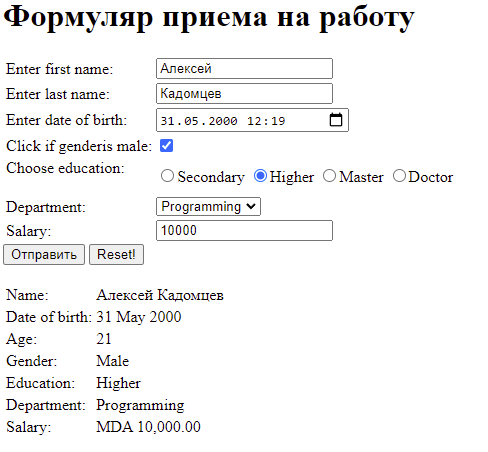 Формуляр приема на работу
Enter first name: Алексей
Enter last name: Кадомцев
Enter date of birth: 31.05.2000 12:19
Click if genderis male:
Choose education: Secondary Higher Master Doctor
Department: Programming
Salary: 10000
Отправить Reset!
Name: Алексей Кадомцев
Date of birth: 31 May 2000
Age: 21
Gender: Male
Education: Higher
Department: Programming
Salary: MDA 10,000.00